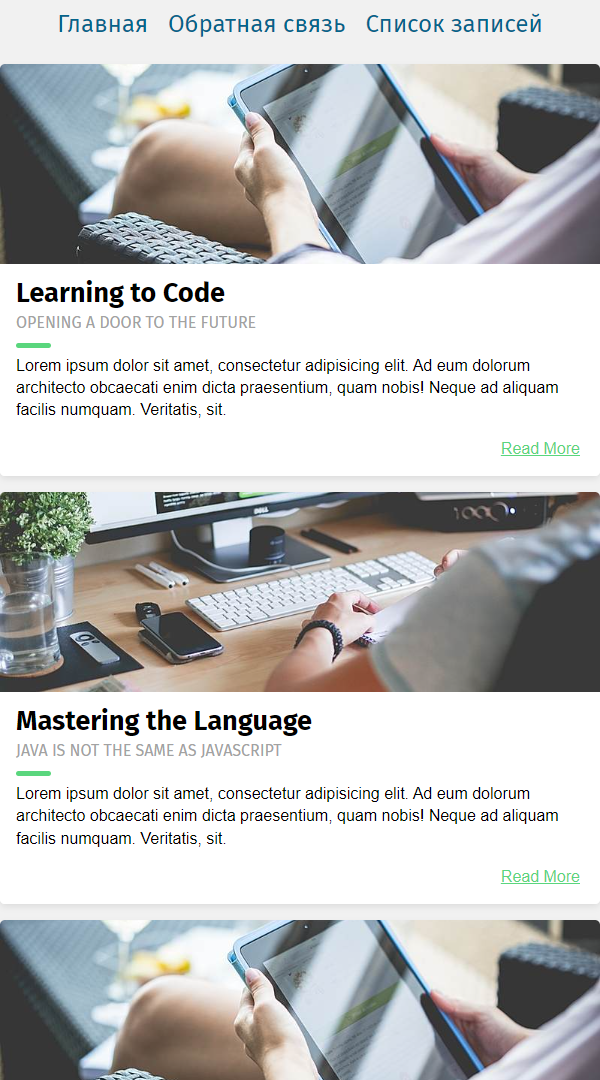 Главная Обратная связь Список записей
Learning to Code
OPENING A DOOR TO THE FUTURE
Lorem ipsum dolor sit amet, consectetur adipisicing elit. Ad eum dolorum
architecto obcaecati enim dicta praesentium, quam nobis! Neque ad aliquam
facilis numquam. Veritatis, sit.
Read More
DELL
Mastering the Language
JAVA IS NOT THE SAME AS JAVASCRIPT
Lorem ipsum dolor sit amet, consectetur adipisicing elit. Ad eum dolorum
architecto obcaecati enim dicta praesentium, quam nobis! Neque ad aliquam
facilis numquam. Veritatis, sit.
Read More